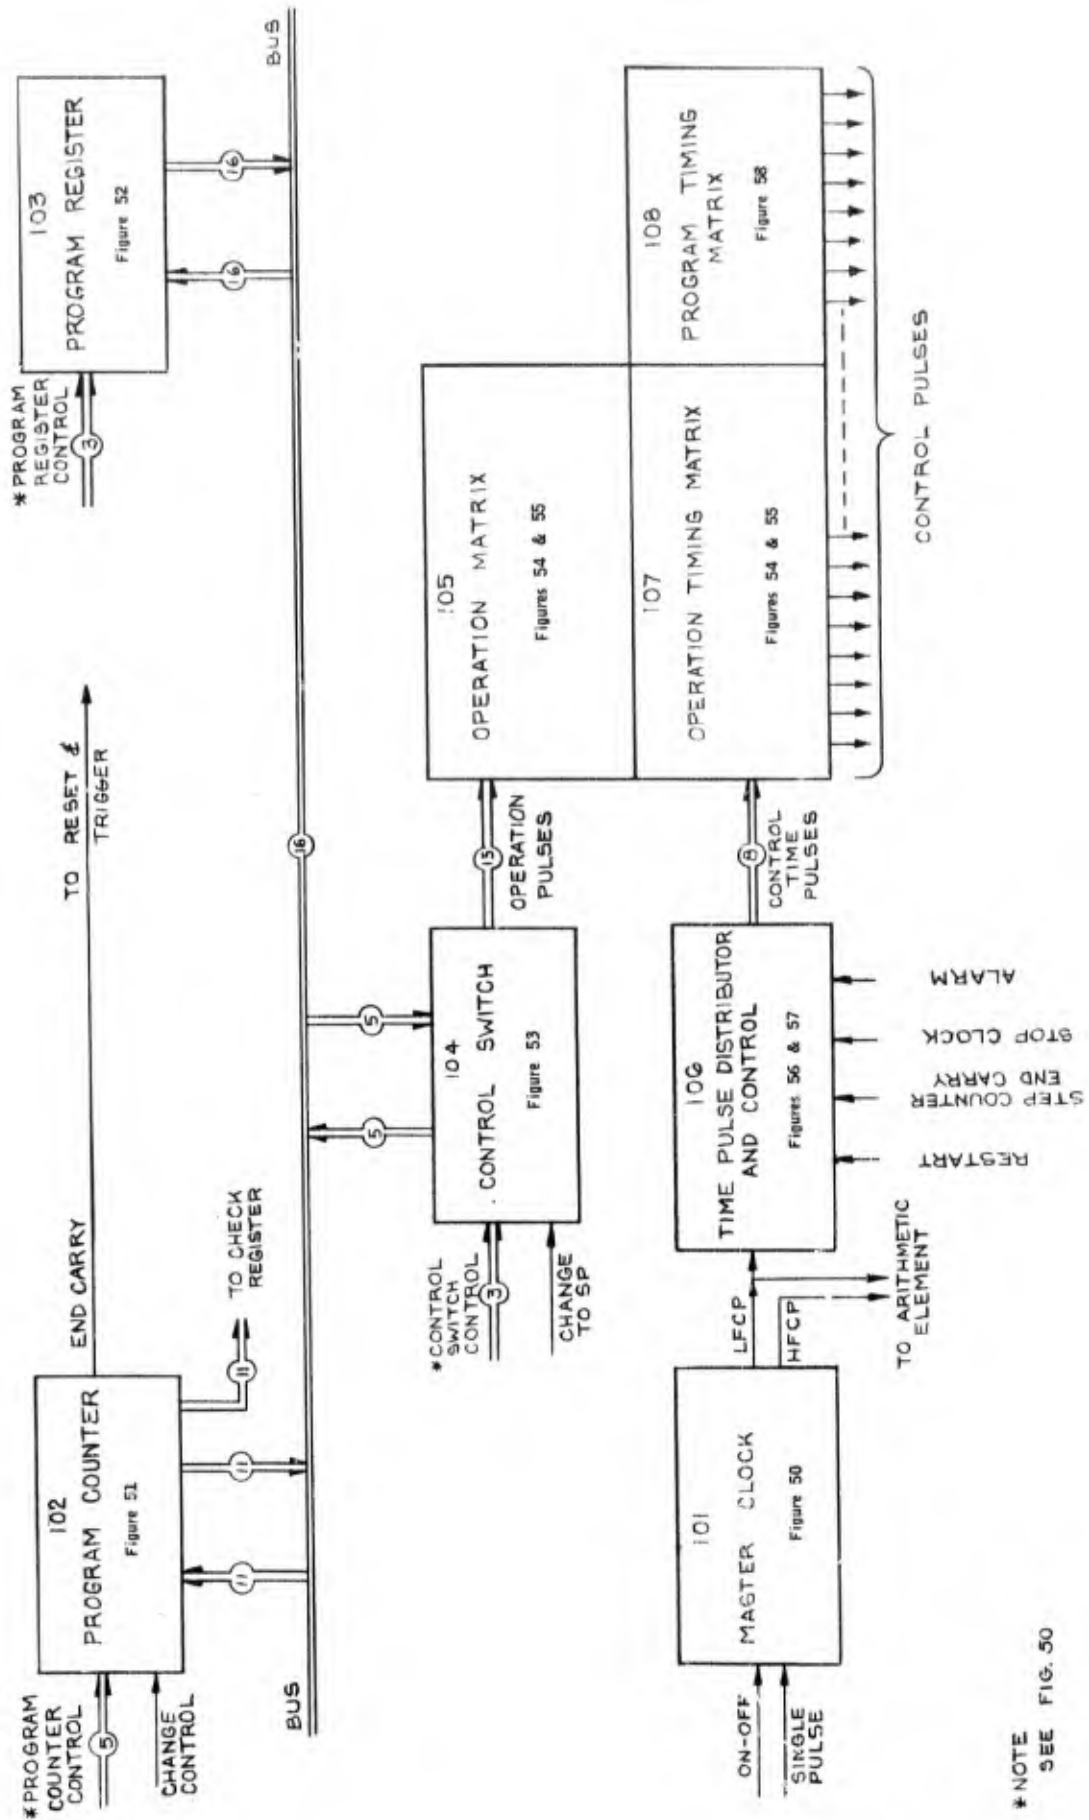 *PROGRAM
COUNTER
CONTROL
5
CHANGE
CONTROL
102
PROGRAM COUNTER
Figure 51
END CARRY
TO RESET &
TRIGGER
11
11
11
TO CHECK
REGISTER
*PROGRAM
REGISTER
CONTROL
3
103
PROGRAM REGISTER
Figure 52
16
16
BUS
16
BUS
*CONTROL
SWITCH
CONTROL
3
CHANGE
TO SP
5
5
104
CONTROL SWITCH
Figure 53
15
OPERATION
PULSES
105
OPERATION MATRIX
Figures 54 & 55
ON-OFF
SINGLE
PULSE
101
MASTER CLOCK
Figure 50
LFCP
HFCP
TO ARITHMETIC
ELEMENT
106
TIME PULSE DISTRIBUTOR
AND CONTROL
Figures 56 & 57
RESTART
STEP COUNTER
END CARRY
STOP CLOCK
ALARM
8
CONTROL
TIME
PULSES
107
OPERATION TIMING MATRIX
Figures 54 & 55
108
PROGRAM TIMING
MATRIX
Figure 58
CONTROL PULSES
*NOTE
SEE FIG. 50